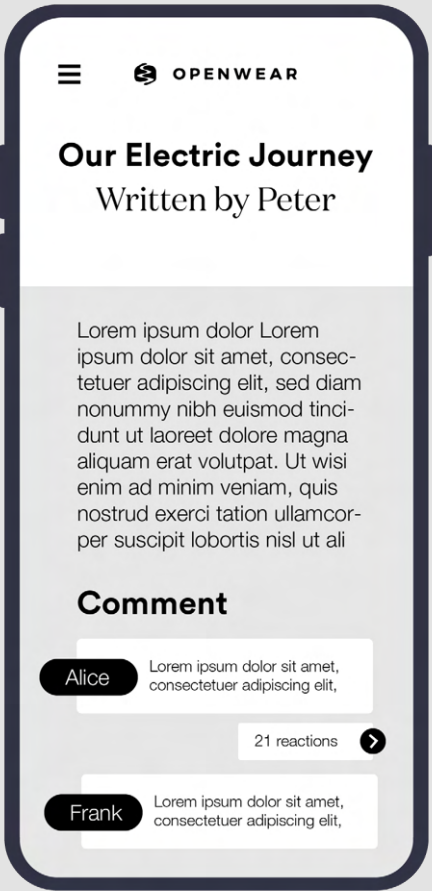 OPENWEAR
Our Electric Journey
Written by Peter
Lorem ipsum dolor Lorem
ipsum dolor sit amet, consec-
tetuer adipiscing elit, sed diam
nonummy nibh euismod tinci-
dunt ut laoreet dolore magna
aliquam erat volutpat. Ut wisi
enim ad minim veniam, quis
nostrud exerci tation ullamcor-
per suscipit lobortis nisl ut ali
Comment
Alice
Lorem ipsum dolor sit amet,
consectetuer adipiscing elit,
21 reactions
Frank
Lorem ipsum dolor sit amet,
consectetuer adipiscing elit,